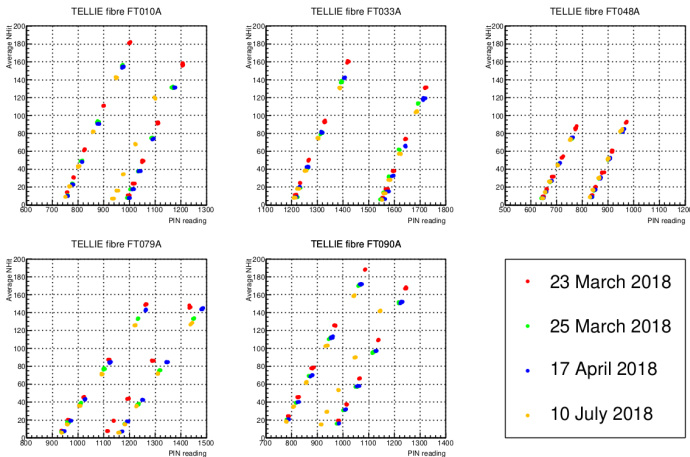 TELLIE fibre FT010A
Average NHit
200
180
160
140
120
100
80
60
40
20
0
600 700 800 900 1000 1100 1200 1300
PIN reading
TELLIE fibre FT033A
Average NHit
200
180
160
140
120
100
80
60
40
20
0
1100 1200 1300 1400 1500 1600 1700 1800
PIN reading
TELLIE fibre FT048A
Average NHit
200
180
160
140
120
100
80
60
40
20
0
500 600 700 800 900 1000 1100 1200
PIN reading
TELLIE fibre FT079A
Average NHit
200
180
160
140
120
100
80
60
40
20
0
800 900 1000 1100 1200 1300 1400 1500
PIN reading
TELLIE fibre FT090A
Average NHit
200
180
160
140
120
100
80
60
40
20
0
700 800 900 1000 1100 1200 1300 1400
PIN reading
23 March 2018
25 March 2018
17 April 2018
10 July 2018